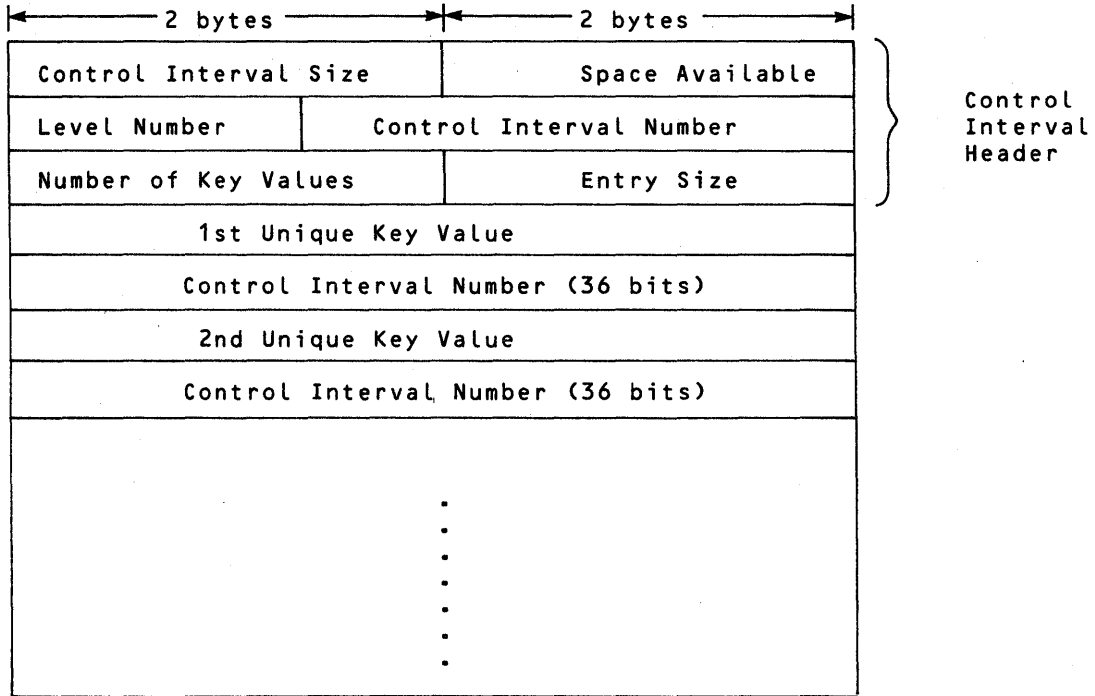 2 bytes 2 bytes
Control Interval Size Space Available
Level Number Control Interval Number
Number of Key Values Entry Size
Control
Interval
Header
1st Unique Key Value
Control Interval Number (36 bits)
2nd Unique Key Value
Control Interval Number (36 bits)